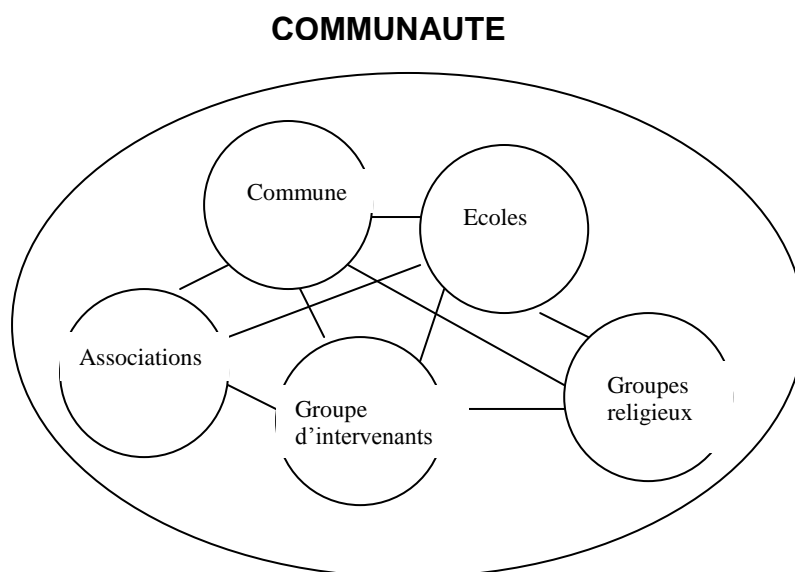 COMMUNAUTE
Commune
Ecoles
Associations
Groupe
d’intervenants
Groupes
religieux